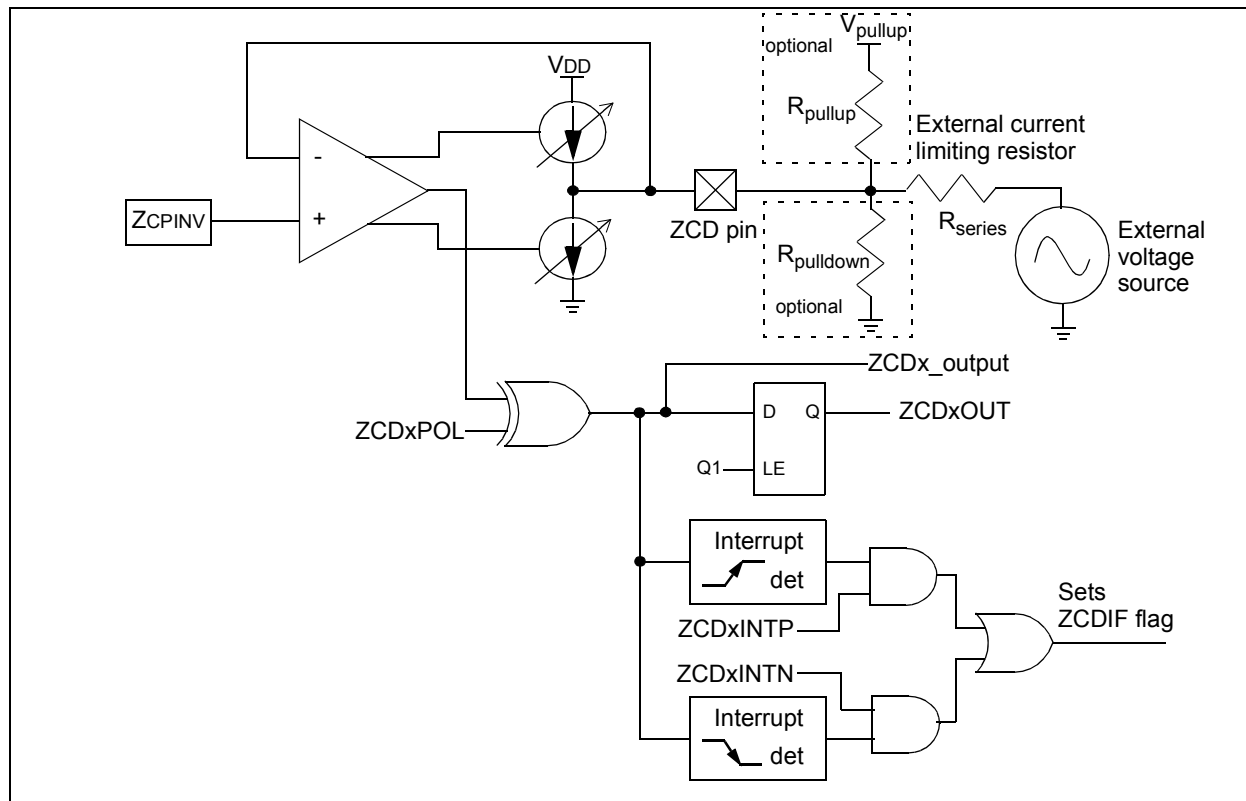 optional
Vpullup
VDD
Rpullup
External current
limiting resistor
-
+
ZCPINV
ZCD pin
Rseries
Rpulldown
optional
External
voltage
source
ZCDx_output
D Q
ZCDxOUT
ZCDxPOL
Q1
LE
Interrupt
det
ZCDxINTP
Sets
ZCDIF flag
ZCDxINTN
Interrupt
det